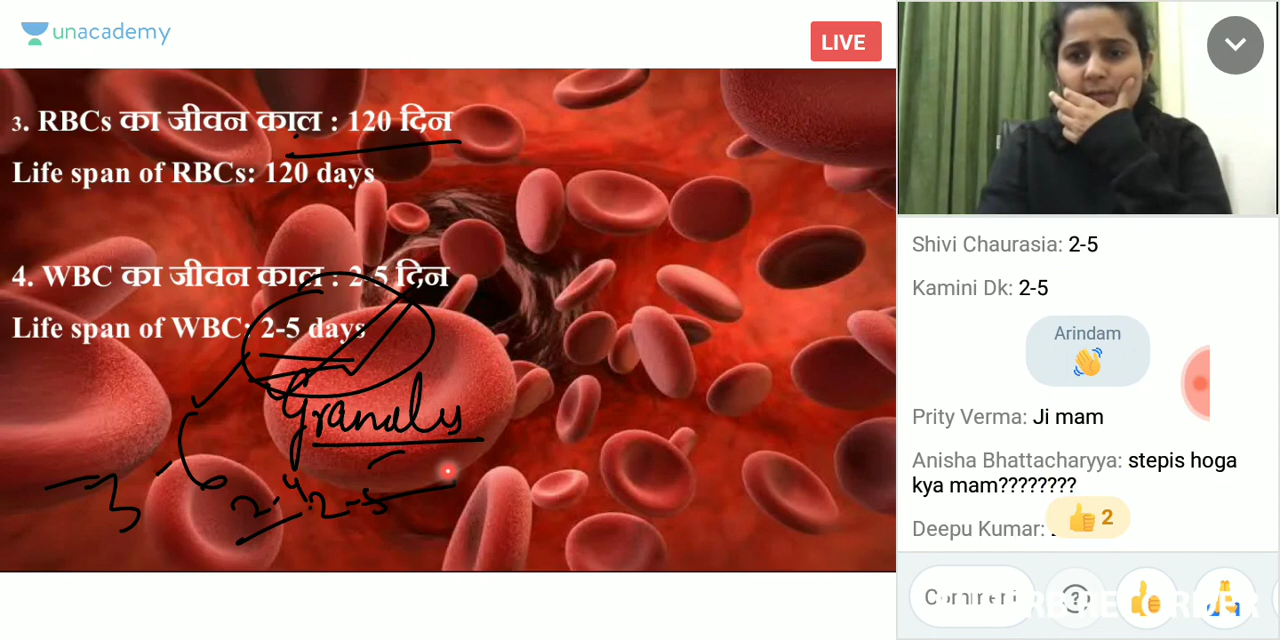 unacademy
LIVE
3. RBCs का जीवन काल : 120 दिन
Life span of RBCs: 120 days
4. WBC का जीवन काल : 2-5 दिन
Life span of WBC: 2-5 days
2-5
Shivi Chaurasia: 2-5
Kamini Dk: 2-5
Arindam
Prity Verma: Ji mam
Anisha Bhattacharyya: stepis hoga
kya mam????????
Deepu Kumar:
2